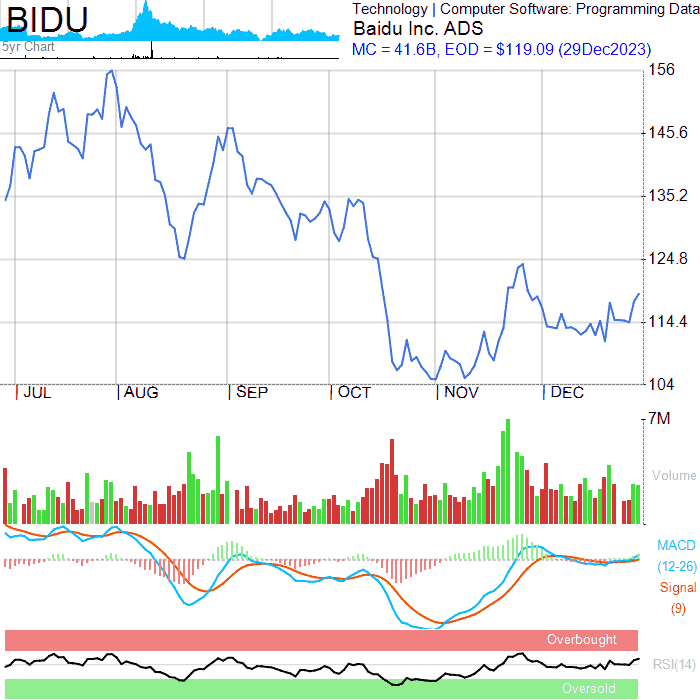 BIDU
Technology | Computer Software: Programming Data
Baidu Inc. ADS
5yr Chart
MC = 41.6B, EOD = $119.09 (29Dec2023)
156
145.6
135.2
124.8
114.4
104
JUL AUG SEP OCT NOV DEC
7M
Volume
MACD
(12-26)
Signal
(9)
Overbought
RSI(14)
Oversold